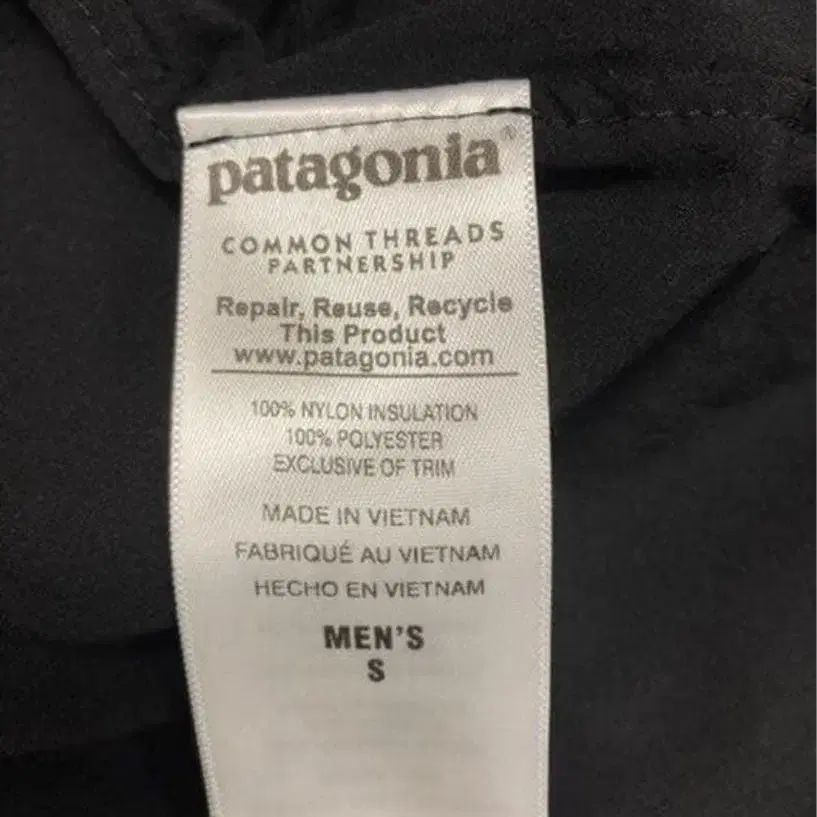 patagonia®
COMMON THREADS
PARTNERSHIP
Repair, Reuse, Recycle
This Product
www.patagonia.com
100% NYLON INSULATION
100% POLYESTER
EXCLUSIVE OF TRIM
MADE IN VIETNAM
FABRIQUÉ AU VIETNAM
HECHO EN VIETNAM
MEN'S
S